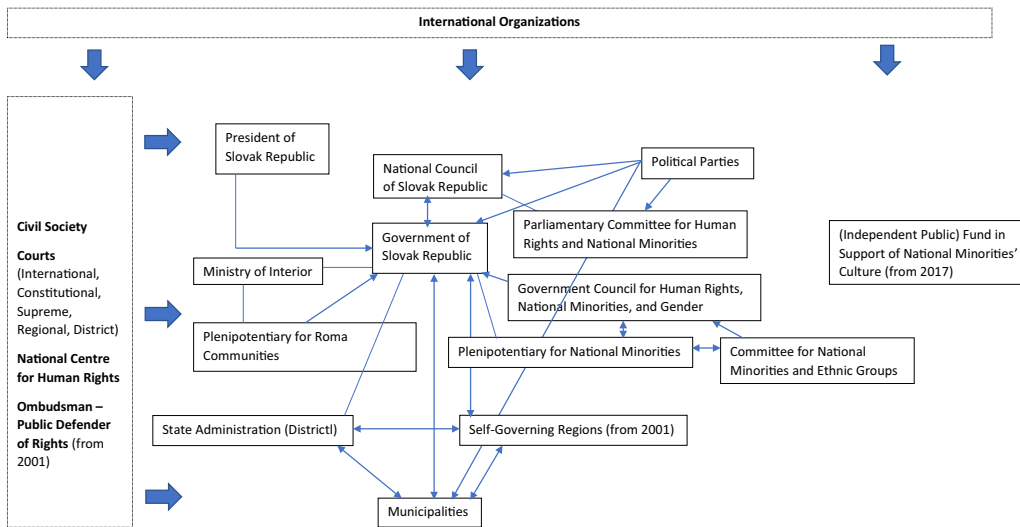 International Organizations
Civil Society
Courts
(International,
Constitutional,
Supreme,
Regional, District)
National Centre
for Human Rights
Ombudsman –
Public Defender
of Rights (from
2001)
President of
Slovak Republic
National Council
of Slovak Republic
Political Parties
Parliamentary Committee for Human
Rights and National Minorities
Government of
Slovak Republic
Ministry of Interior
(Independent Public) Fund in
Support of National Minorities’
Culture (from 2017)
Government Council for Human Rights,
National Minorities, and Gender
Plenipotentiary for Roma
Communities
Plenipotentiary for National Minorities
Committee for National
Minorities and Ethnic Groups
State Administration (Districtl)
Self-Governing Regions (from 2001)
Municipalities